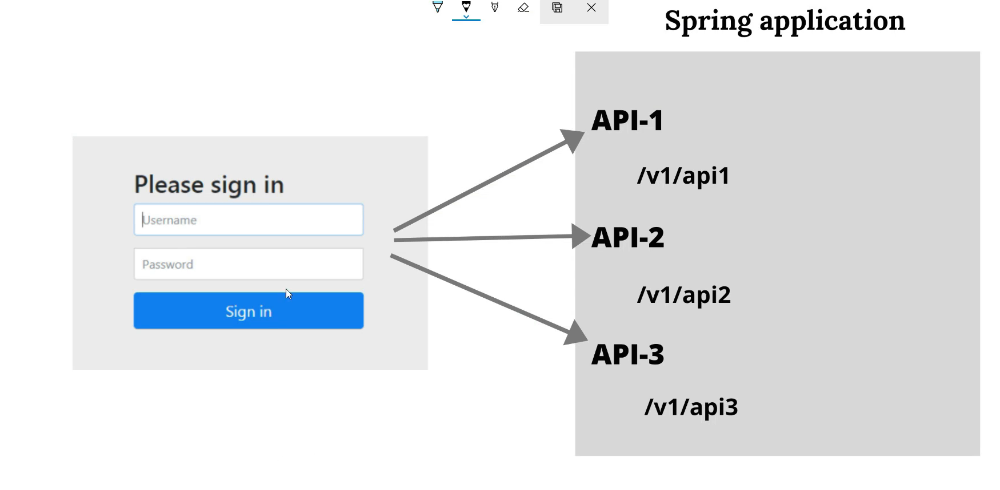 Spring application
Please sign in
Username
Password
Sign in
API-1
/v1/api1
API-2
/v1/api2
API-3
/v1/api3